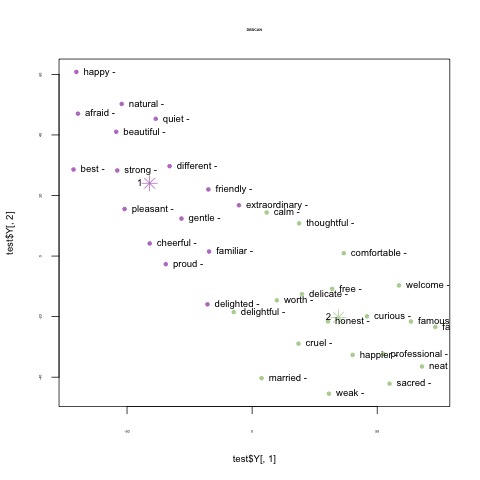 DBSCAN
happy -
natural -
afraid -
quiet -
beautiful -
different -
best -
strong -
1
friendly -
extraordinary -
pleasant -
calm -
gentle -
thoughtful -
cheerful -
familiar -
comfortable -
proud -
welcome -
free -
delicate -
worth -
delighted -
delightful -
2
honest -
curious -
famous
fa
cruel -
happier -
professional -
neat
married -
sacred -
weak -
test$Y[, 1]
test$Y[, 2]